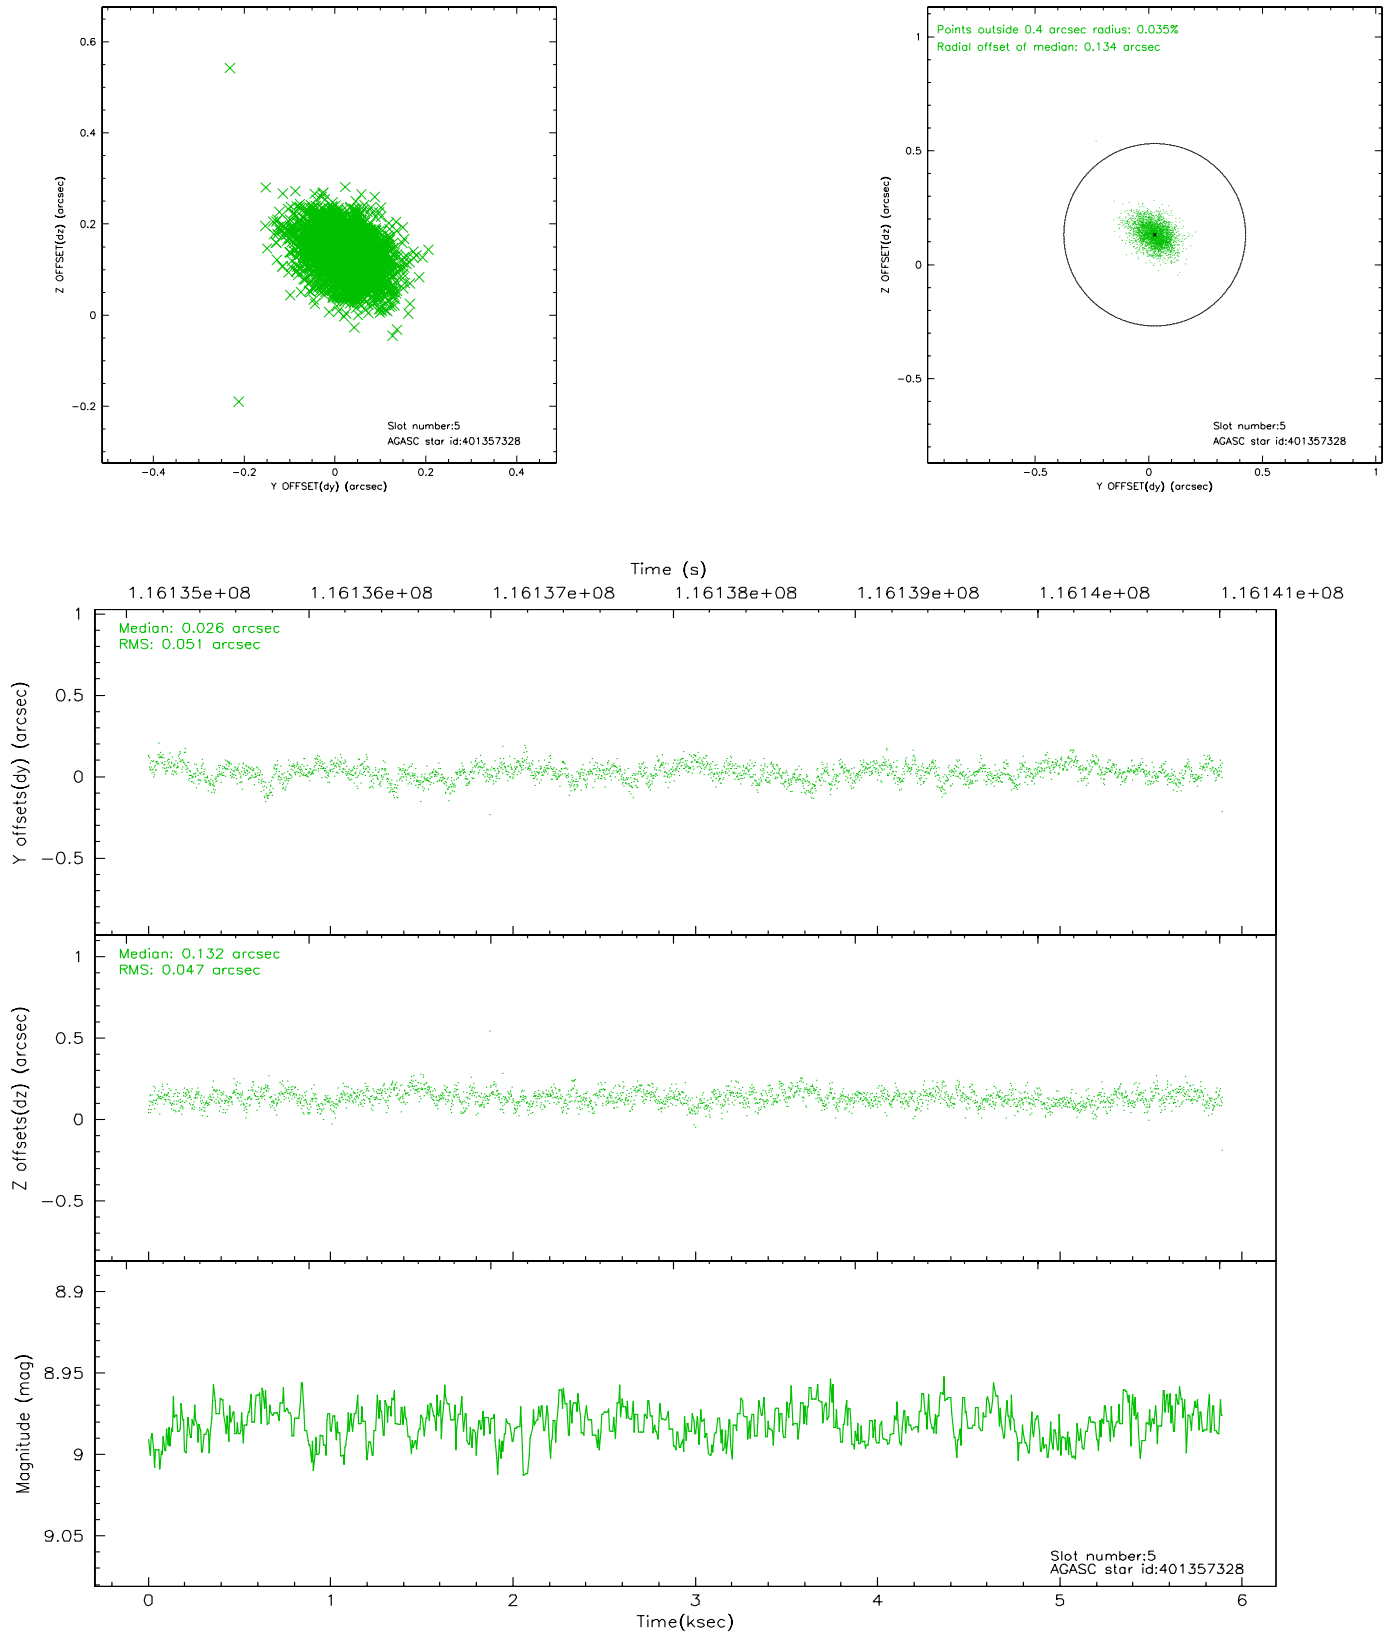 0.6
0.4
0.2
0
−0.2
−0.4
−0.2
0
0.2
0.4
Z OFFSET(dz) (arcsec)
Y OFFSET(dy) (arcsec)
Slot number:5
AGASC star id:401357328
Points outside 0.4 arcsec radius: 0.035%
Radial offset of median: 0.134 arcsec
1
0.5
0
−0.5
−0.5
0
0.5
1
Z OFFSET(dz) (arcsec)
Y OFFSET(dy) (arcsec)
Slot number:5
AGASC star id:401357328
Time (s)
1.16135e+08 1.16136e+08 1.16137e+08 1.16138e+08 1.16139e+08 1.1614e+08 1.16141e+08
Median: 0.026 arcsec
RMS: 0.051 arcsec
1
0.5
0
−0.5
Y offsets(dy) (arcsec)
Median: 0.132 arcsec
RMS: 0.047 arcsec
1
0.5
0
−0.5
Z offsets(dz) (arcsec)
8.9
8.95
9
9.05
Magnitude (mag)
Slot number:5
AGASC star id:401357328
0 1 2 3 4 5 6
Time(ksec)